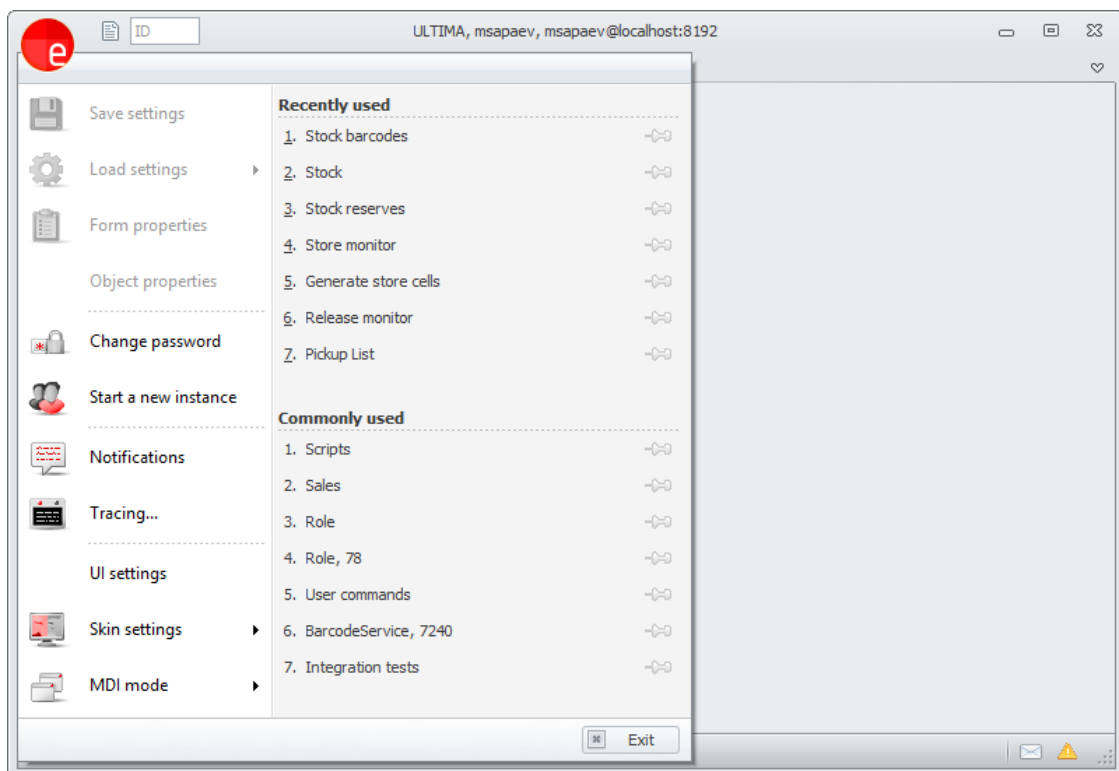 e
ID
ULTIMA, msapaev, msapaev@localhost:8192
Save settings
Load settings
Form properties
Object properties
Change password
Start a new instance
Notifications
Tracing...
UI settings
Skin settings
MDI mode
Recently used
1. Stock barcodes
2. Stock
3. Stock reserves
4. Store monitor
5. Generate store cells
6. Release monitor
7. Pickup List
Commonly used
1. Scripts
2. Sales
3. Role
4. Role, 78
5. User commands
6. BarcodeService, 7240
7. Integration tests
Exit